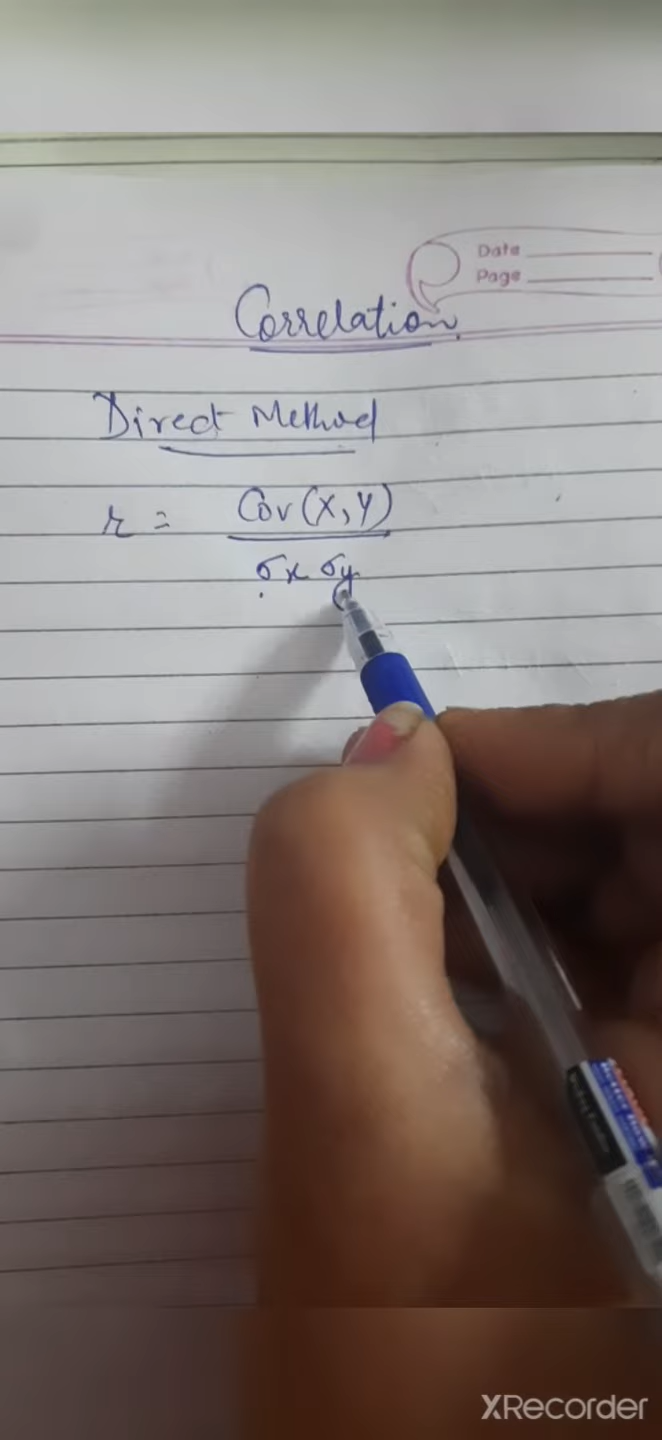 Date
Page
Correlation
Direct Method
r = Cov(X,Y)
σx σy
XRecorder